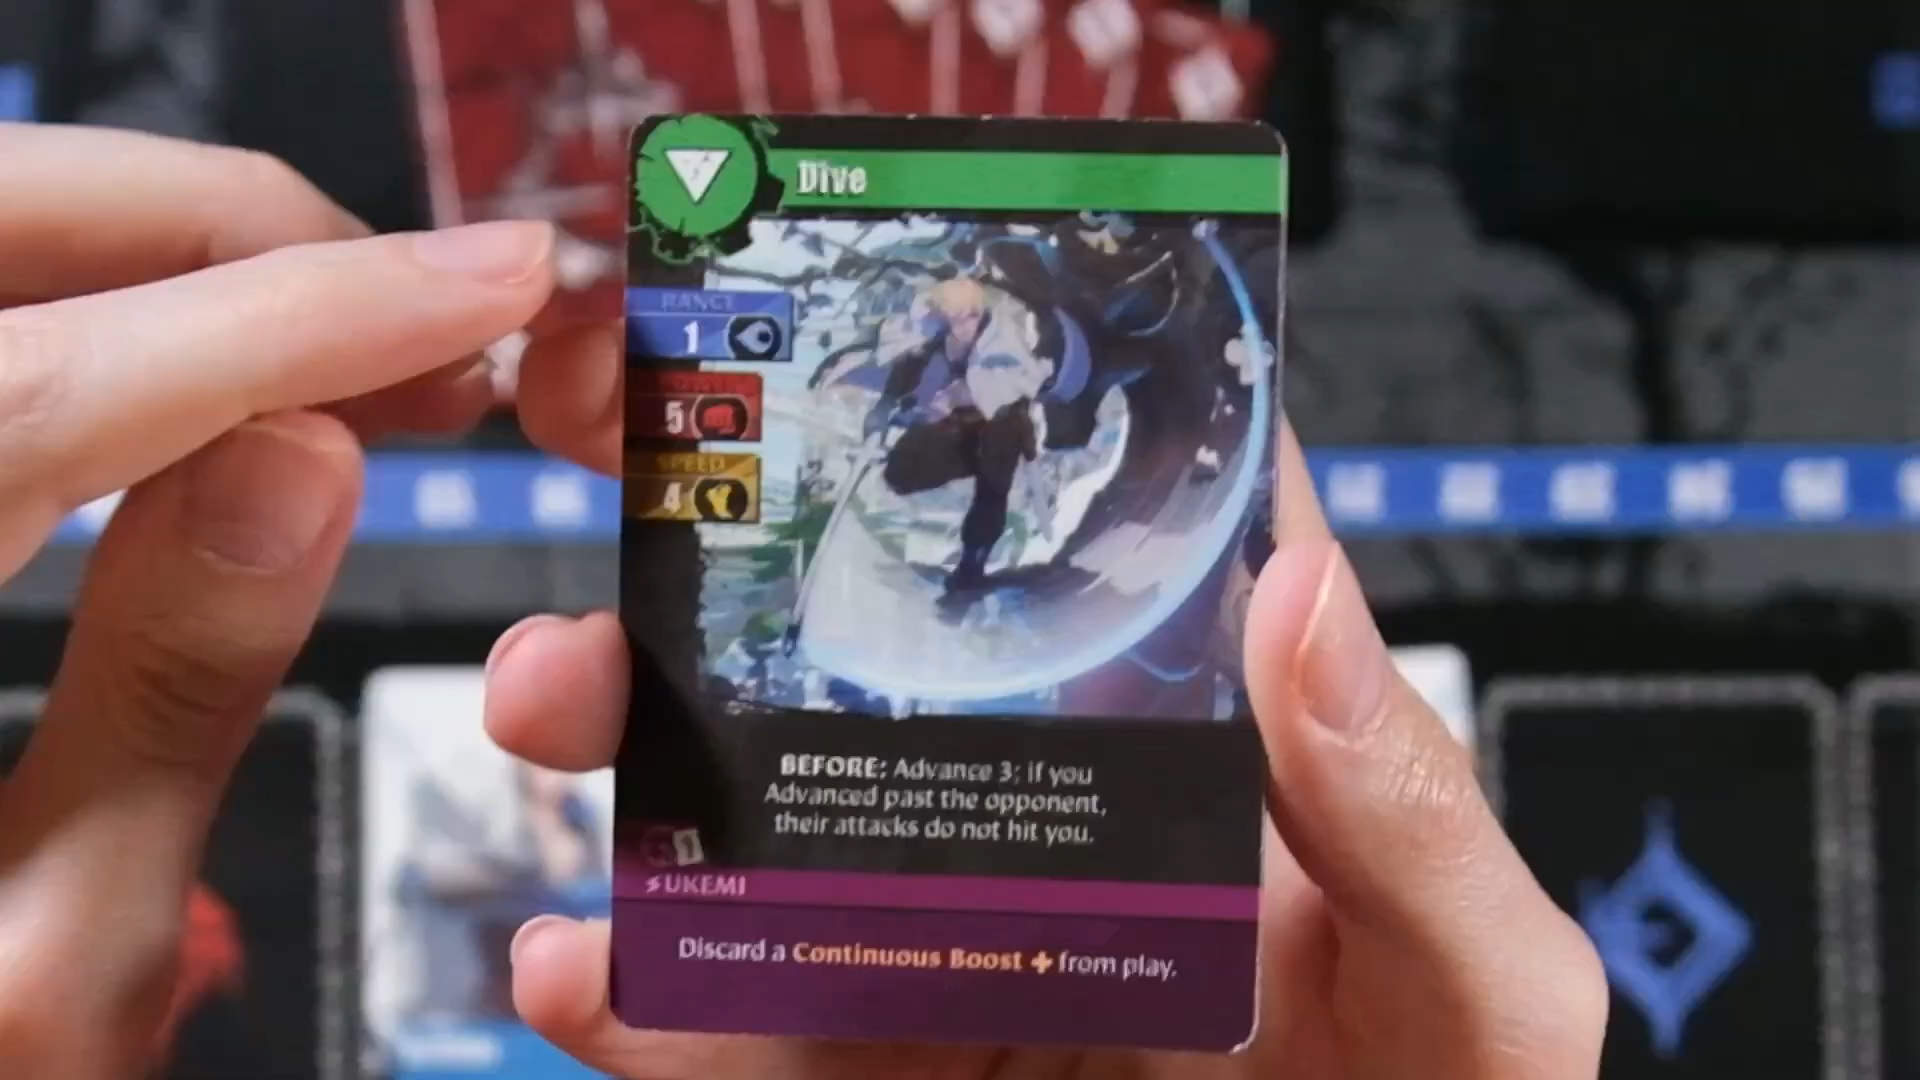 Dive
RANGE
1
POWER
5
SPEED
4
BEFORE: Advance 3; if you
Advanced past the opponent,
their attacks do not hit you.
1
UKEMI
Discard a Continuous Boost + from play.